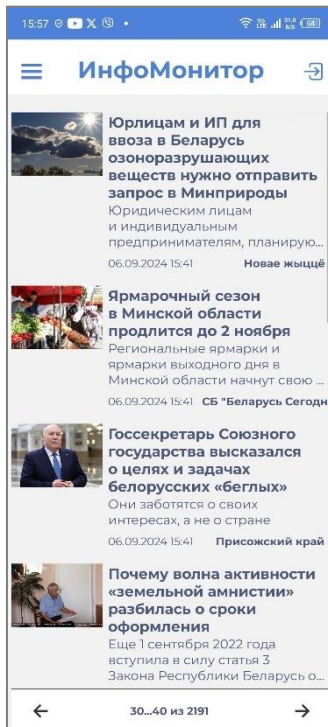 15:57
ИнфоМонитор
Юрлицам и ИП для
ввоза в Беларусь
озоноразрушающих
веществ нужно отправить
запрос в Минприроды
Юридическим лицам
и индивидуальным
предпринимателям, планирую...
06.09.2024 15:41 Новае жыццё
Ярмарочный сезон
в Минской области
продлится до 2 ноября
Региональные ярмарки и
ярмарки выходного дня в
Минской области начнут свою ...
06.09.2024 15:41 СБ "Беларусь Сегодн
Госсекретарь Союзного
государства высказался
о целях и задачах
белорусских «беглых»
Они заботятся о своих
интересах, а не о стране
06.09.2024 15:41 Присожский край
Почему волна активности
«земельной амнистии»
разбилась о сроки
оформления
Еще 1 сентября 2022 года
вступила в силу статья 3
Закона Республики Беларусь о...
30...40 из 2191